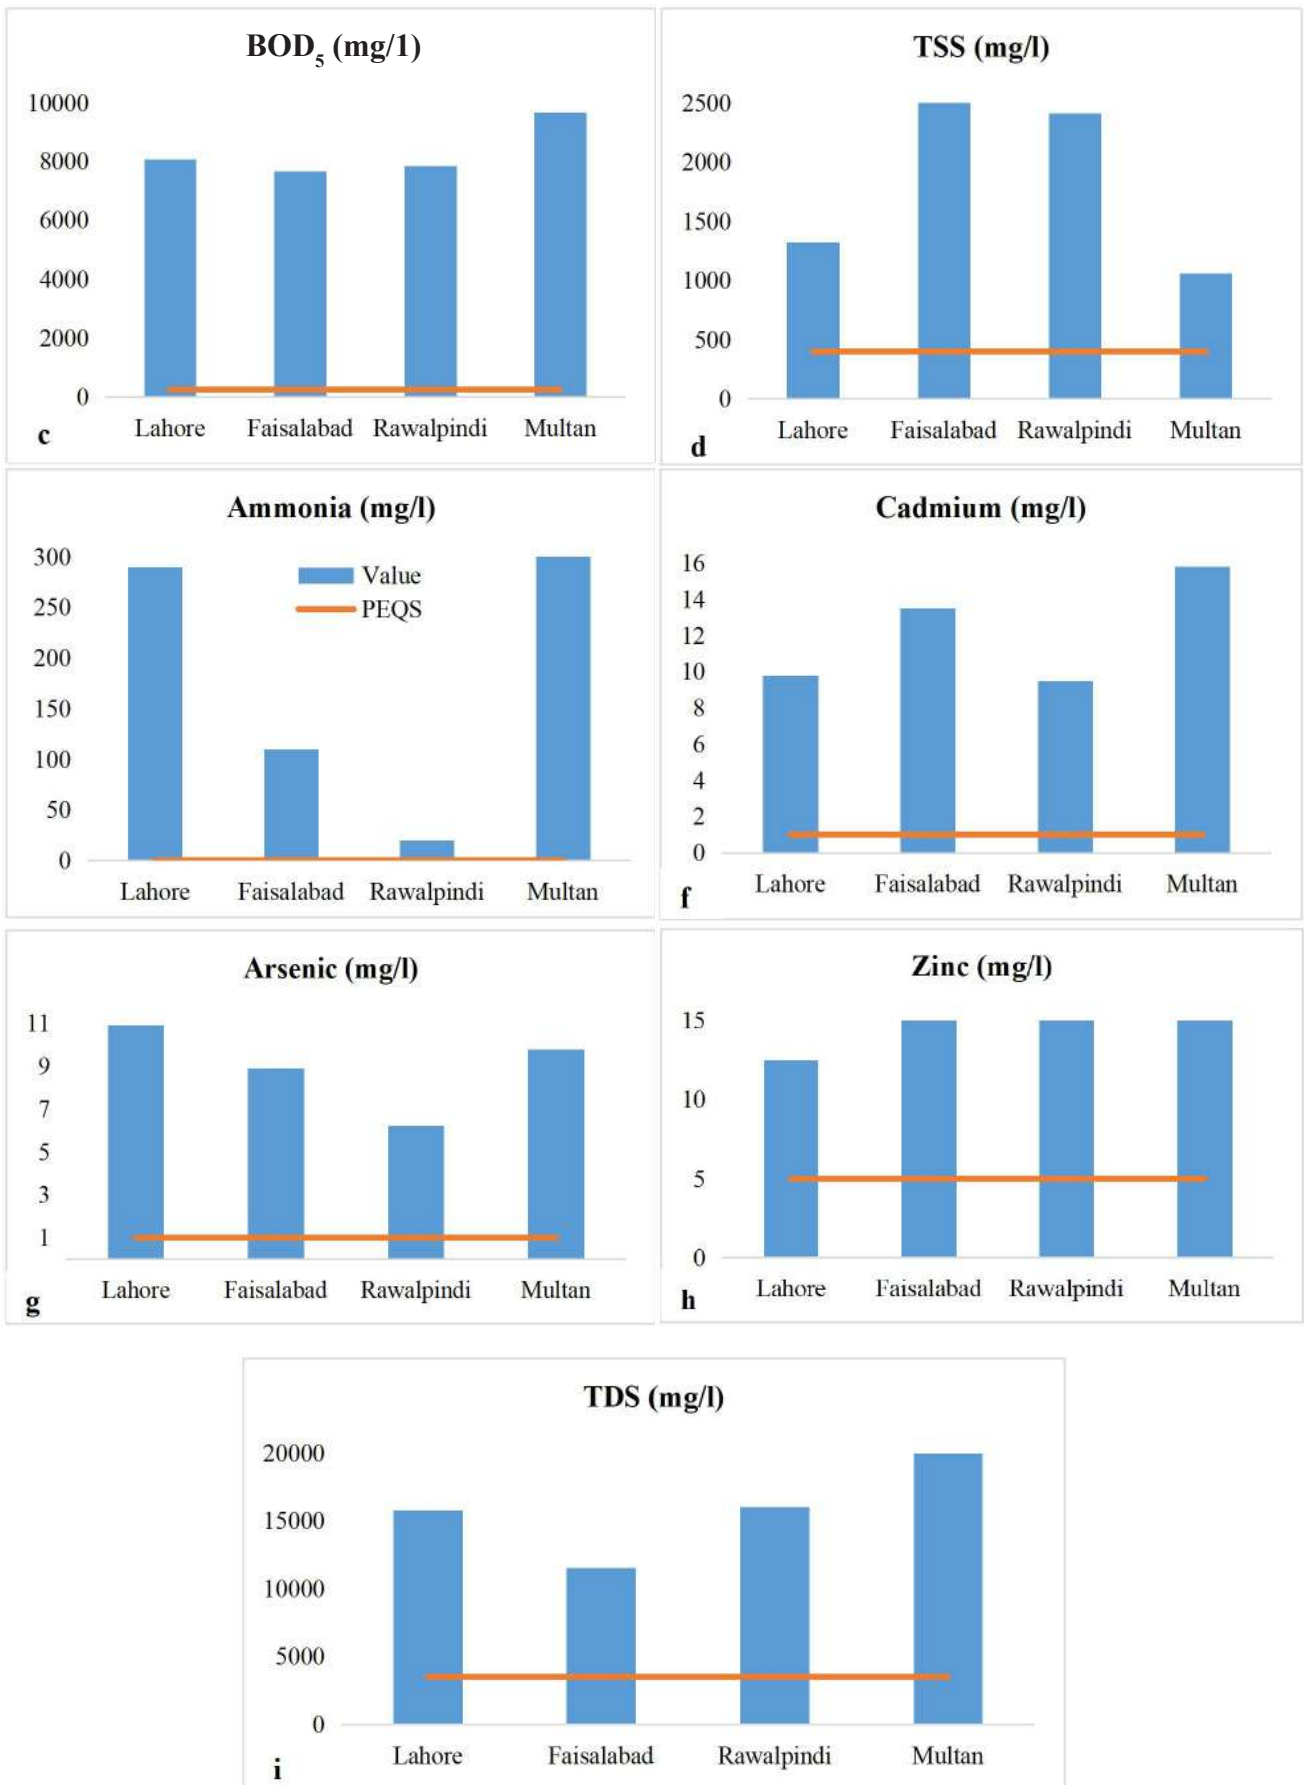 BOD₅ (mg/1)
10000
8000
6000
4000
2000
0
Lahore Faisalabad Rawalpindi Multan
c
TSS (mg/l)
2500
2000
1500
1000
500
0
Lahore Faisalabad Rawalpindi Multan
d
Ammonia (mg/l)
300
250
200
150
100
50
0
Value
PEQS
Lahore Faisalabad Rawalpindi Multan
Cadmium (mg/l)
16
14
12
10
8
6
4
2
0
Lahore Faisalabad Rawalpindi Multan
f
Arsenic (mg/l)
11
9
7
5
3
1
Lahore Faisalabad Rawalpindi Multan
g
Zinc (mg/l)
15
10
5
0
Lahore Faisalabad Rawalpindi Multan
h
TDS (mg/l)
20000
15000
10000
5000
0
Lahore Faisalabad Rawalpindi Multan
i